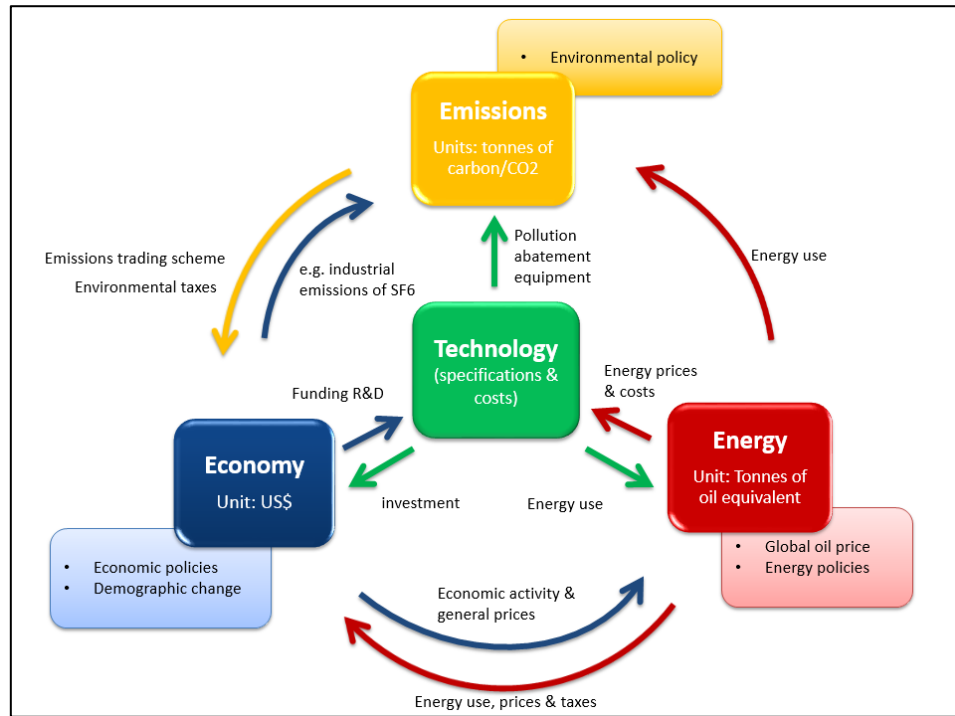 • Environmental policy
Emissions
Units: tonnes of
carbon/CO2
Emissions trading scheme
Environmental taxes
e.g. industrial
emissions of SF6
Pollution
abatement
equipment
Energy use
Technology
(specifications &
costs)
Funding R&D
Energy prices
& costs
Economy
Unit: US$
Energy
Unit: Tonnes of
oil equivalent
investment
Energy use
• Economic policies
• Demographic change
• Global oil price
• Energy policies
Economic activity &
general prices
Energy use, prices & taxes